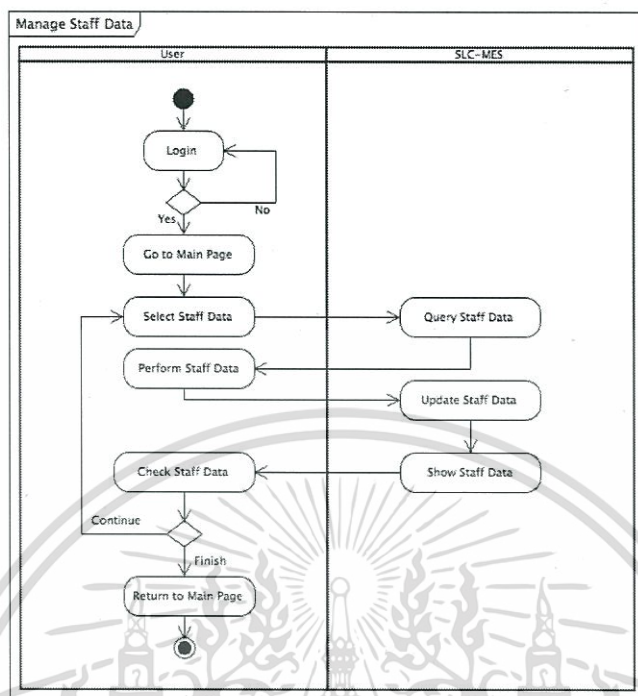 Manage Staff Data
User
SLC-MES
Login
No
Yes
Go to Main Page
Select Staff Data
Query Staff Data
Perform Staff Data
Update Staff Data
Check Staff Data
Show Staff Data
Continue
Finish
Return to Main Page